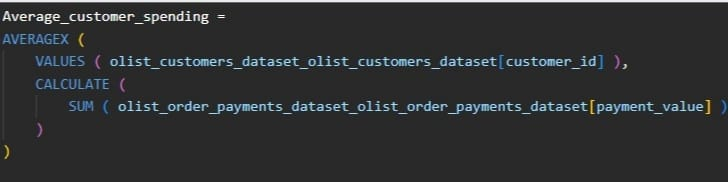 Average_customer_spending =
AVERAGEX (
    VALUES ( olist_customers_dataset_olist_customers_dataset[customer_id] ),
    CALCULATE (
        SUM ( olist_order_payments_dataset_olist_order_payments_dataset[payment_value] )
    )
)